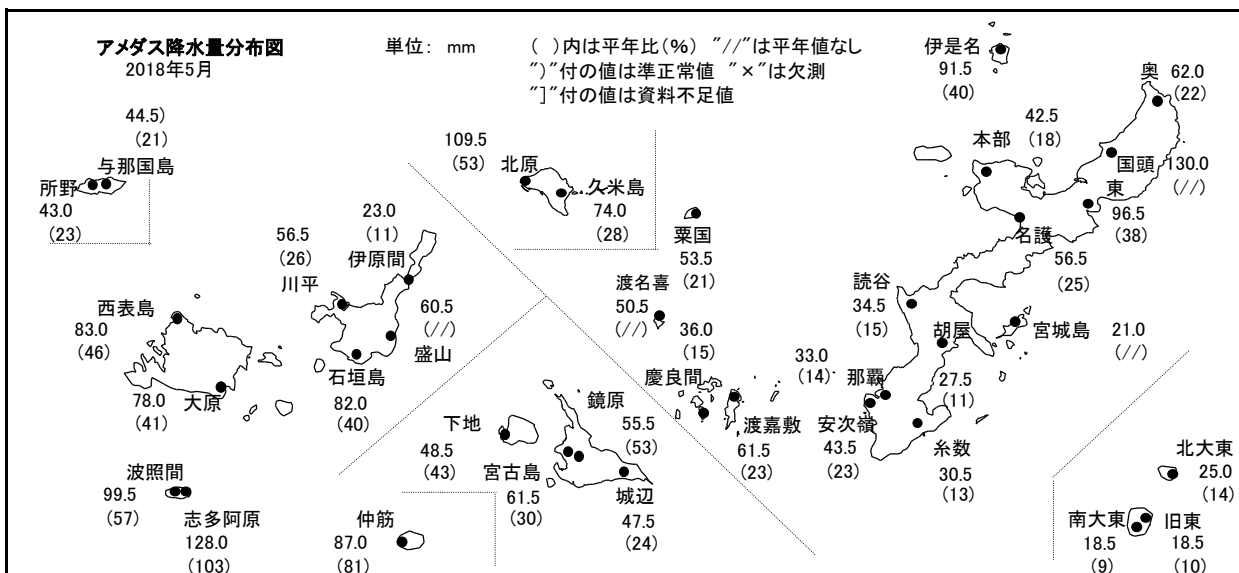 アメダス降水量分布図
2018年5月
単位: mm
( )内は平年比(%) "//"は平年値なし
")"付の値は準正常値 "×"は欠測
"]"付の値は資料不足値
伊是名
91.5
(40)
奥
62.0
(22)
本部
42.5
(18)
国頭
130.0
(//)
東
96.5
(38)
名護
56.5
(25)
44.5)
(21)
与那国島
所野
43.0
(23)
109.5
(53)
北原
久米島
74.0
(28)
粟国
53.5
(21)
渡名喜
50.5
(//)
読谷
34.5
(15)
宮城島
21.0
(//)
胡屋
27.5
(11)
23.0
(11)
伊原間
56.5
(26)
川平
60.5
(//)
盛山
石垣島
82.0
(40)
西表島
83.0
(46)
大原
78.0
(41)
36.0
(15)
慶良間
渡嘉敷
61.5
(23)
33.0
(14)
那覇
安次嶺
43.5
(23)
糸数
30.5
(13)
下地
48.5
(43)
鏡原
55.5
(53)
宮古島
61.5
(30)
城辺
47.5
(24)
波照間
99.5
(57)
志多阿原
128.0
(103)
仲筋
87.0
(81)
北大東
25.0
(14)
南大東
18.5
(9)
旧東
18.5
(10)